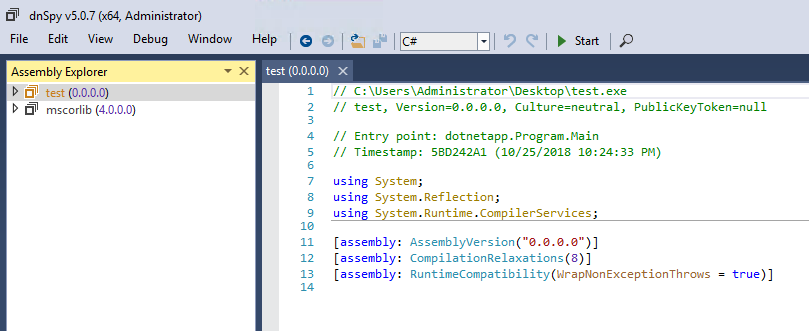 dnSpy v5.0.7 (x64, Administrator)
File Edit View Debug Window Help C# Start
Assembly Explorer
test (0.0.0.0)
mscorlib (4.0.0.0)
test (0.0.0.0)
1 // C:\Users\Administrator\Desktop\test.exe
2 // test, Version=0.0.0.0, Culture=neutral, PublicKeyToken=null
3
4 // Entry point: dotnetapp.Program.Main
5 // Timestamp: 5BD242A1 (10/25/2018 10:24:33 PM)
6
7 using System;
8 using System.Reflection;
9 using System.Runtime.CompilerServices;
10
11 [assembly: AssemblyVersion("0.0.0.0")]
12 [assembly: CompilationRelaxations(8)]
13 [assembly: RuntimeCompatibility(WrapNonExceptionThrows = true)]
14